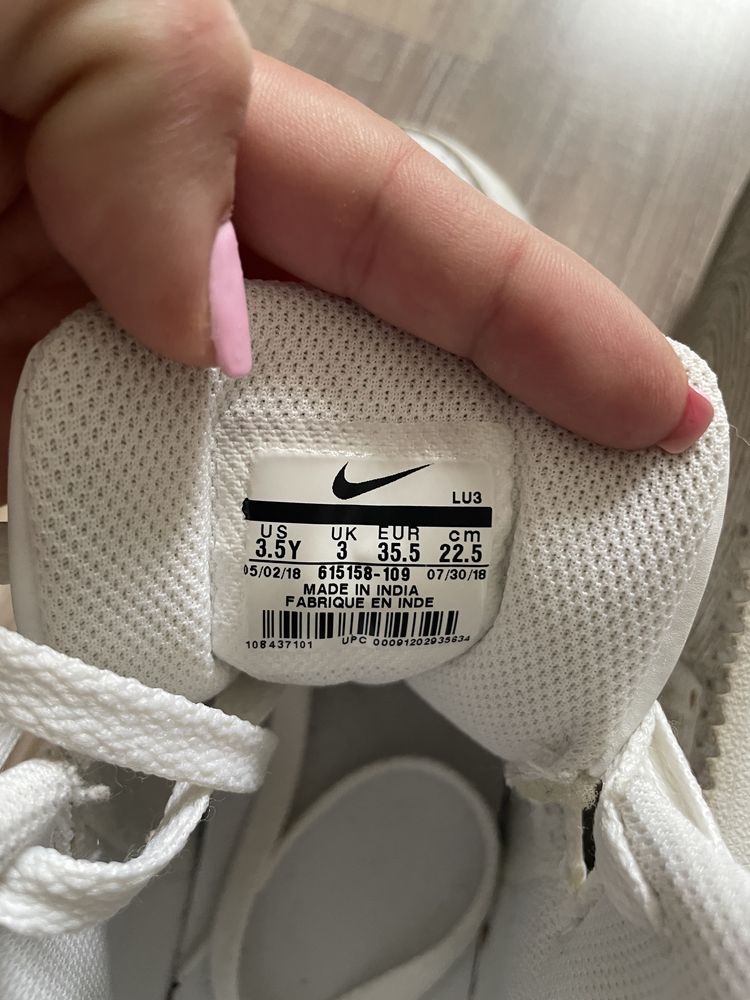 LU3
US UK EUR cm
3.5Y 3 35.5 22.5
05/02/18 615158-109 07/30/18
MADE IN INDIA
FABRIQUE EN INDE
108437101 UPC 00091202935634